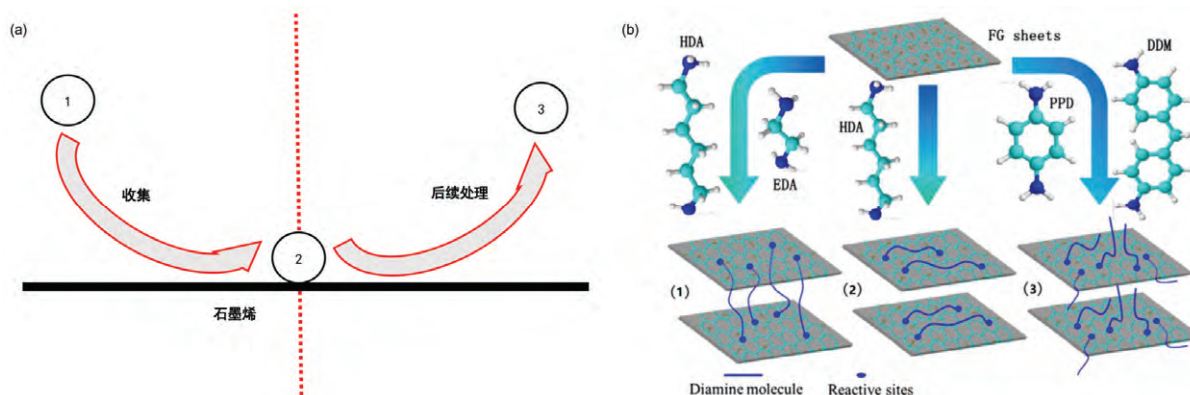 (a)
1
3
收集
后续处理
2
石墨烯
(b)
FG sheets
HDA
DDM
PPD
HDA
EDA
(1)
(2)
(3)
Diamine molecule
Reactive sites